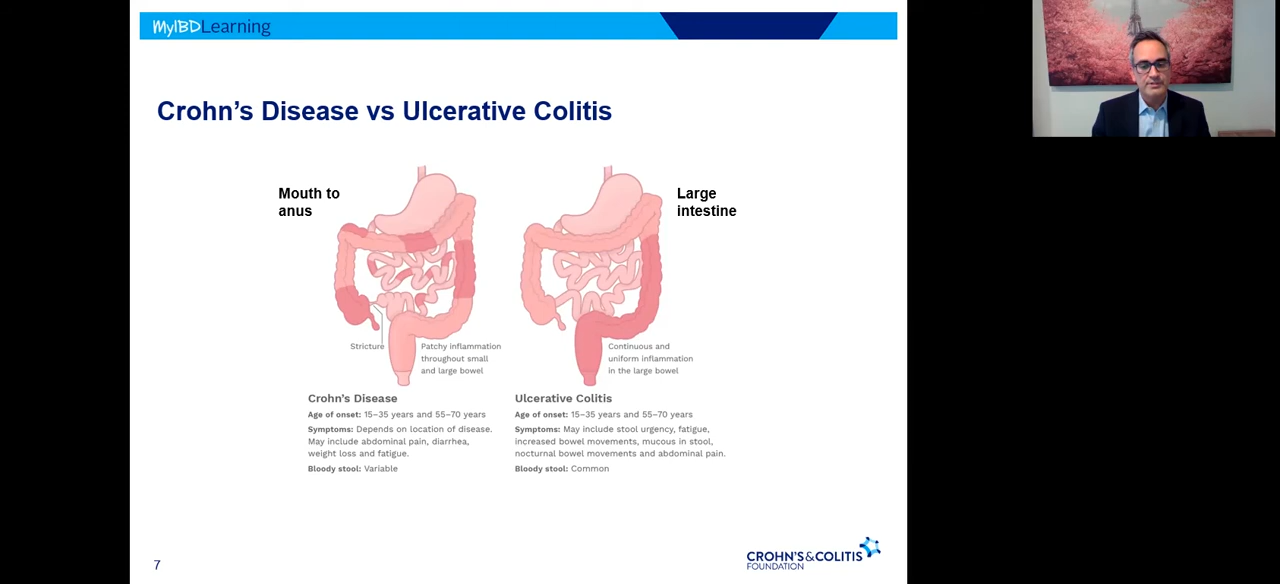 MyIBDLearning
Crohn's Disease vs Ulcerative Colitis
Mouth to
anus
Large
intestine
Stricture
Patchy inflammation
throughout small
and large bowel
Continuous and
uniform inflammation
in the large bowel
Crohn's Disease
Age of onset: 15–35 years and 55–70 years
Symptoms: Depends on location of disease.
May include abdominal pain, diarrhea,
weight loss and fatigue.
Bloody stool: Variable
Ulcerative Colitis
Age of onset: 15–35 years and 55–70 years
Symptoms: May include stool urgency, fatigue,
increased bowel movements, mucous in stool,
nocturnal bowel movements and abdominal pain.
Bloody stool: Common
7
CROHN'S&COLITIS
FOUNDATION